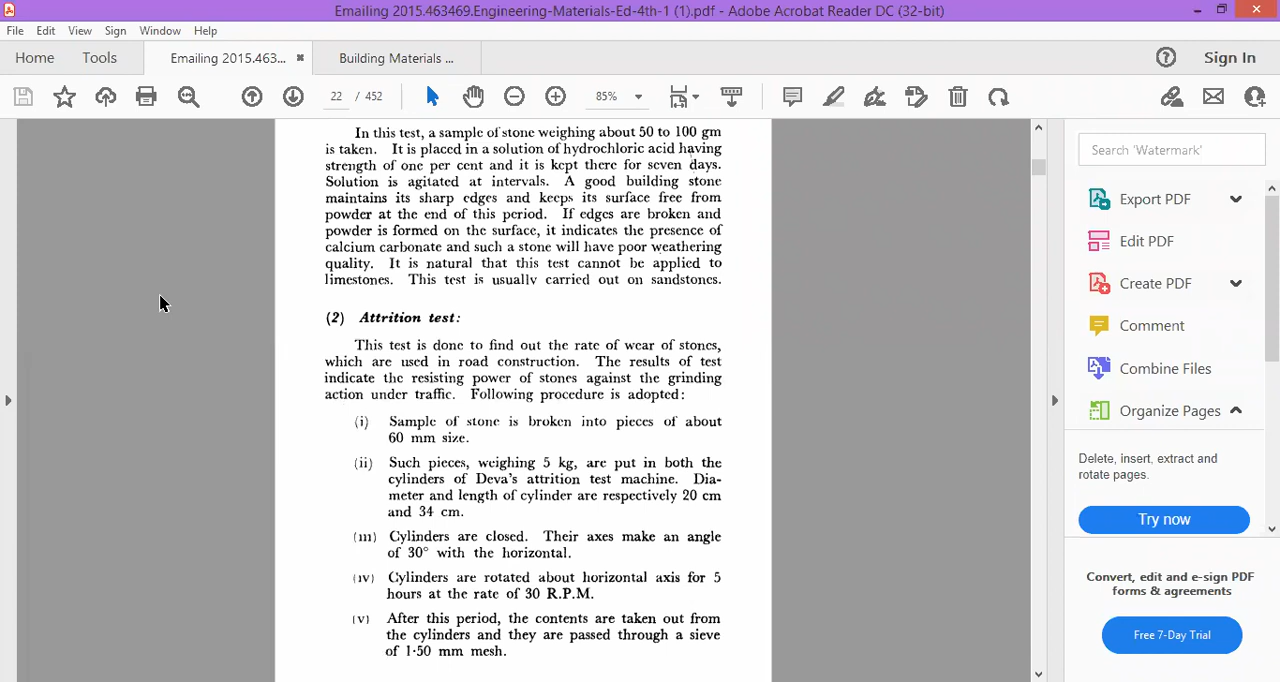 Emailing 2015.463469.Engineering-Materials-Ed-4th-1 (1).pdf - Adobe Acrobat Reader DC (32-bit)
File Edit View Sign Window Help
Home Tools Emailing 2015.463... Building Materials ... Sign In
22 / 452 85%
In this test, a sample of stone weighing about 50 to 100 gm
is taken. It is placed in a solution of hydrochloric acid having
strength of one per cent and it is kept there for seven days.
Solution is agitated at intervals. A good building stone
maintains its sharp edges and keeps its surface free from
powder at the end of this period. If edges are broken and
powder is formed on the surface, it indicates the presence of
calcium carbonate and such a stone will have poor weathering
quality. It is natural that this test cannot be applied to
limestones. This test is usually carried out on sandstones.
(2) Attrition test:
This test is done to find out the rate of wear of stones,
which are used in road construction. The results of test
indicate the resisting power of stones against the grinding
action under traffic. Following procedure is adopted:
(i) Sample of stone is broken into pieces of about
60 mm size.
(ii) Such pieces, weighing 5 kg, are put in both the
cylinders of Deva's attrition test machine. Dia-
meter and length of cylinder are respectively 20 cm
and 34 cm.
(iii) Cylinders are closed. Their axes make an angle
of 30° with the horizontal.
(iv) Cylinders are rotated about horizontal axis for 5
hours at the rate of 30 R.P.M.
(v) After this period, the contents are taken out from
the cylinders and they are passed through a sieve
of 1·50 mm mesh.
Search 'Watermark'
Export PDF
Edit PDF
Create PDF
Comment
Combine Files
Organize Pages
Delete, insert, extract and
rotate pages.
Try now
Convert, edit and e-sign PDF
forms & agreements
Free 7-Day Trial